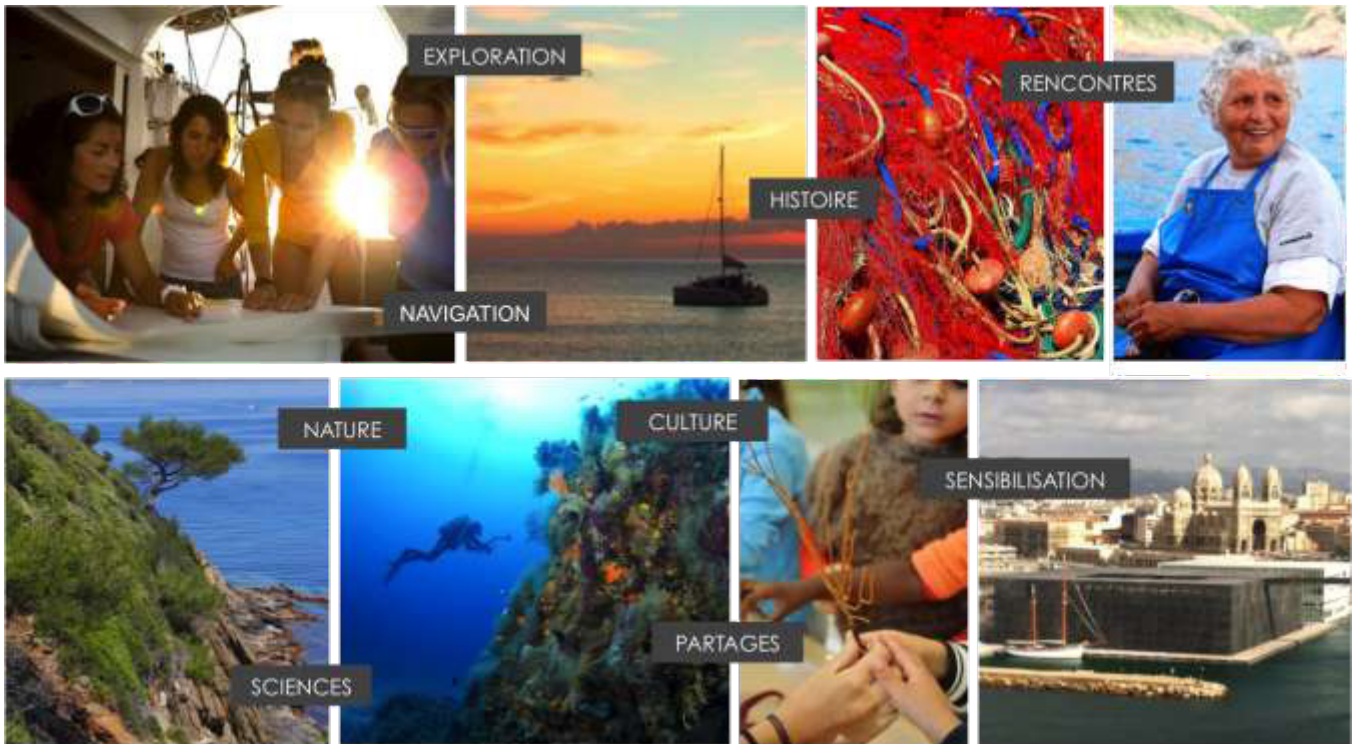 EXPLORATION
RENCONTRES
HISTOIRE
NAVIGATION
NATURE
CULTURE
SENSIBILISATION
PARTAGES
SCIENCES